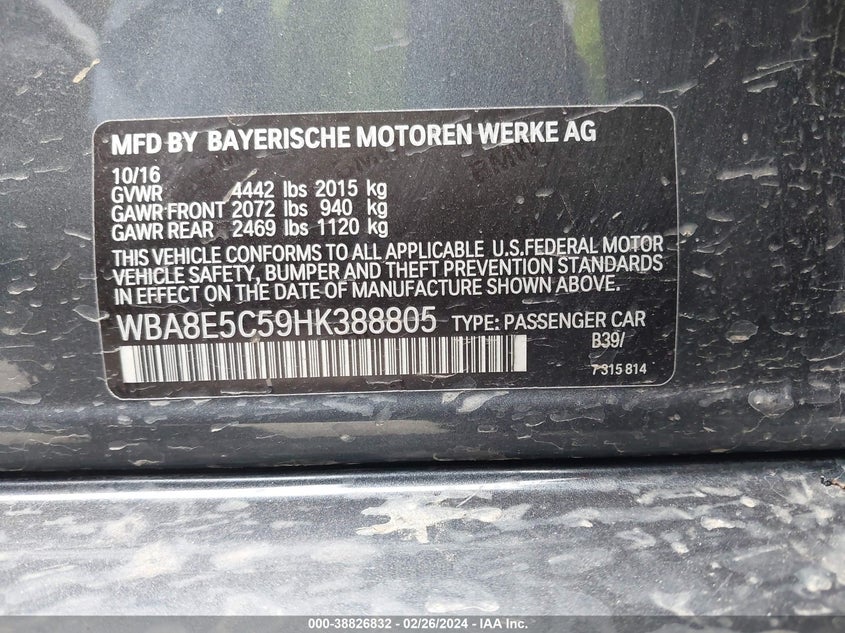 MFD BY BAYERISCHE MOTOREN WERKE AG
10/16
GVWR 4442 lbs 2015 kg
GAWR FRONT 2072 lbs 940 kg
GAWR REAR 2469 lbs 1120 kg
THIS VEHICLE CONFORMS TO ALL APPLICABLE U.S.FEDERAL MOTOR
VEHICLE SAFETY, BUMPER AND THEFT PREVENTION STANDARDS
IN EFFECT ON THE DATE OF MANUFACTURE SHOWN ABOVE.
WBA8E5C59HK388805 TYPE: PASSENGER CAR
B39/
7 315 814
000-38826832 - 02/26/2024 - IAA Inc.